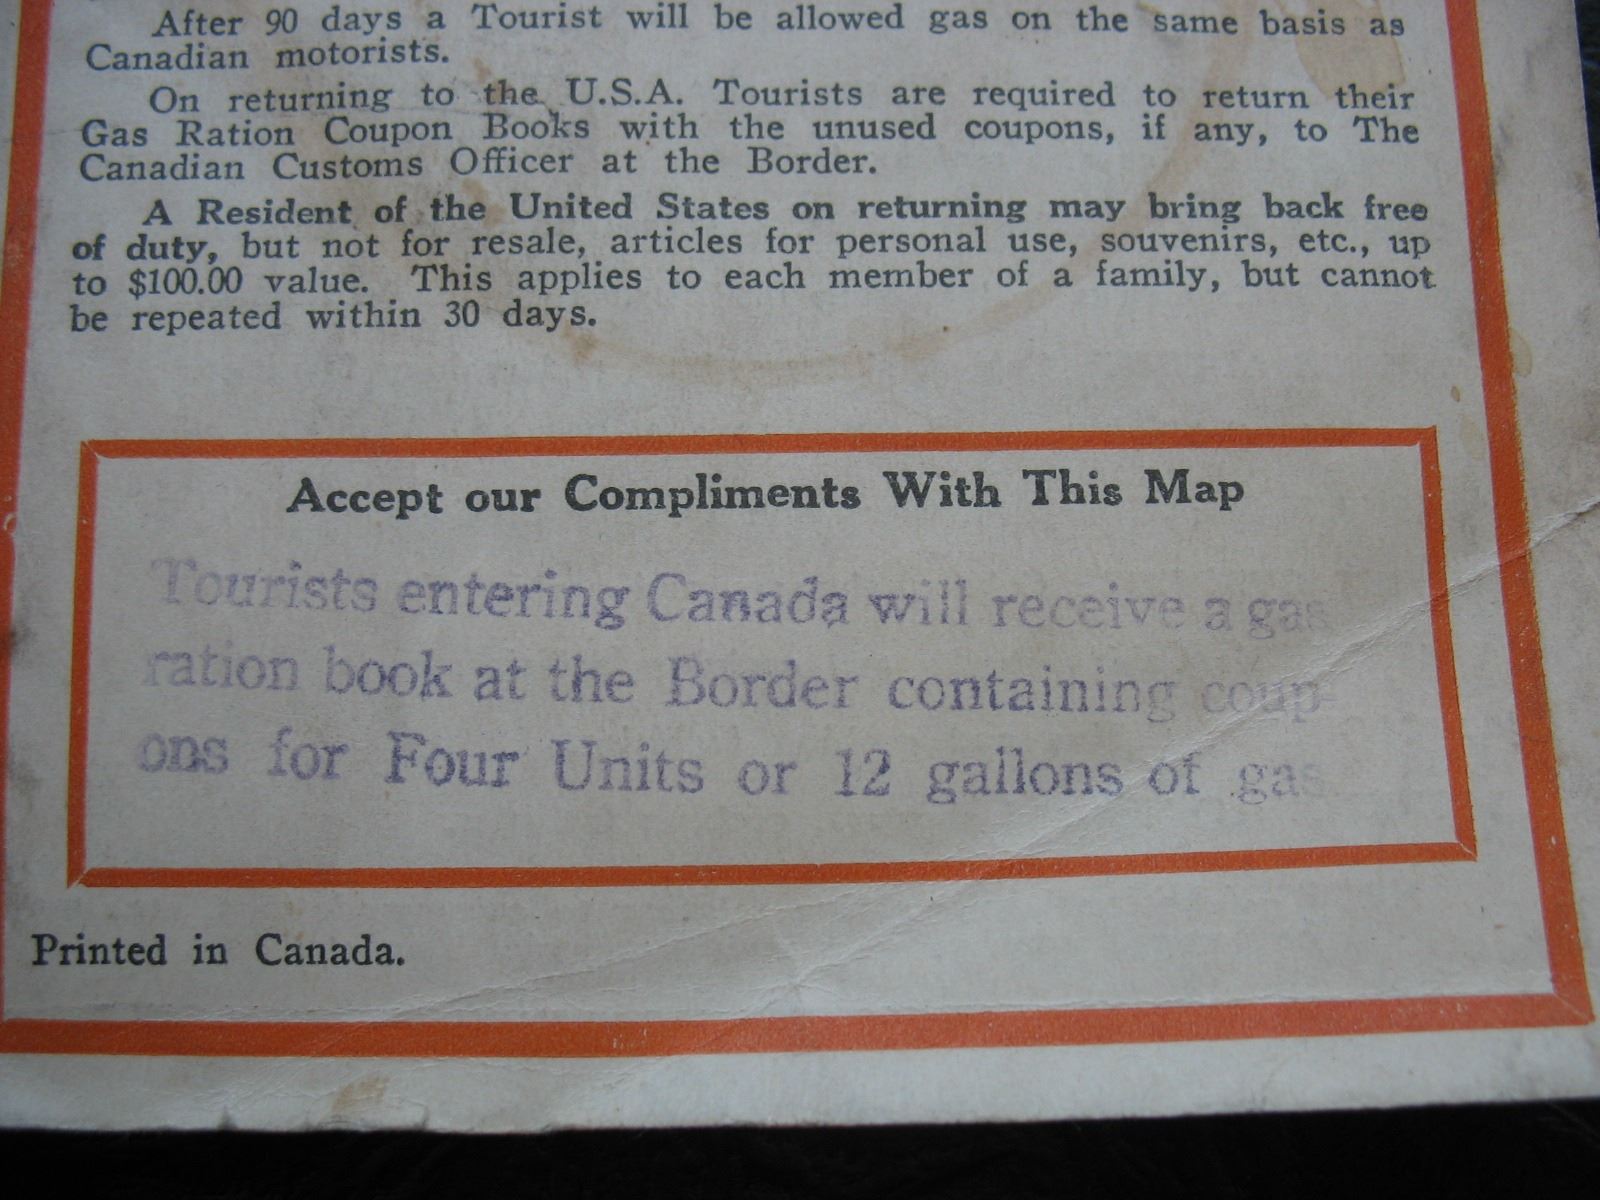 After 90 days a Tourist will be allowed gas on the same basis as
Canadian motorists.
On returning to the U.S.A. Tourists are required to return their
Gas Ration Coupon Books with the unused coupons, if any, to The
Canadian Customs Officer at the Border.
A Resident of the United States on returning may bring back free
of duty, but not for resale, articles for personal use, souvenirs, etc., up
to $100.00 value. This applies to each member of a family, but cannot
be repeated within 30 days.
Accept our Compliments With This Map
Tourists entering Canada will receive a gas
ration book at the Border containing coup-
ons for Four Units or 12 gallons of gas
Printed in Canada.